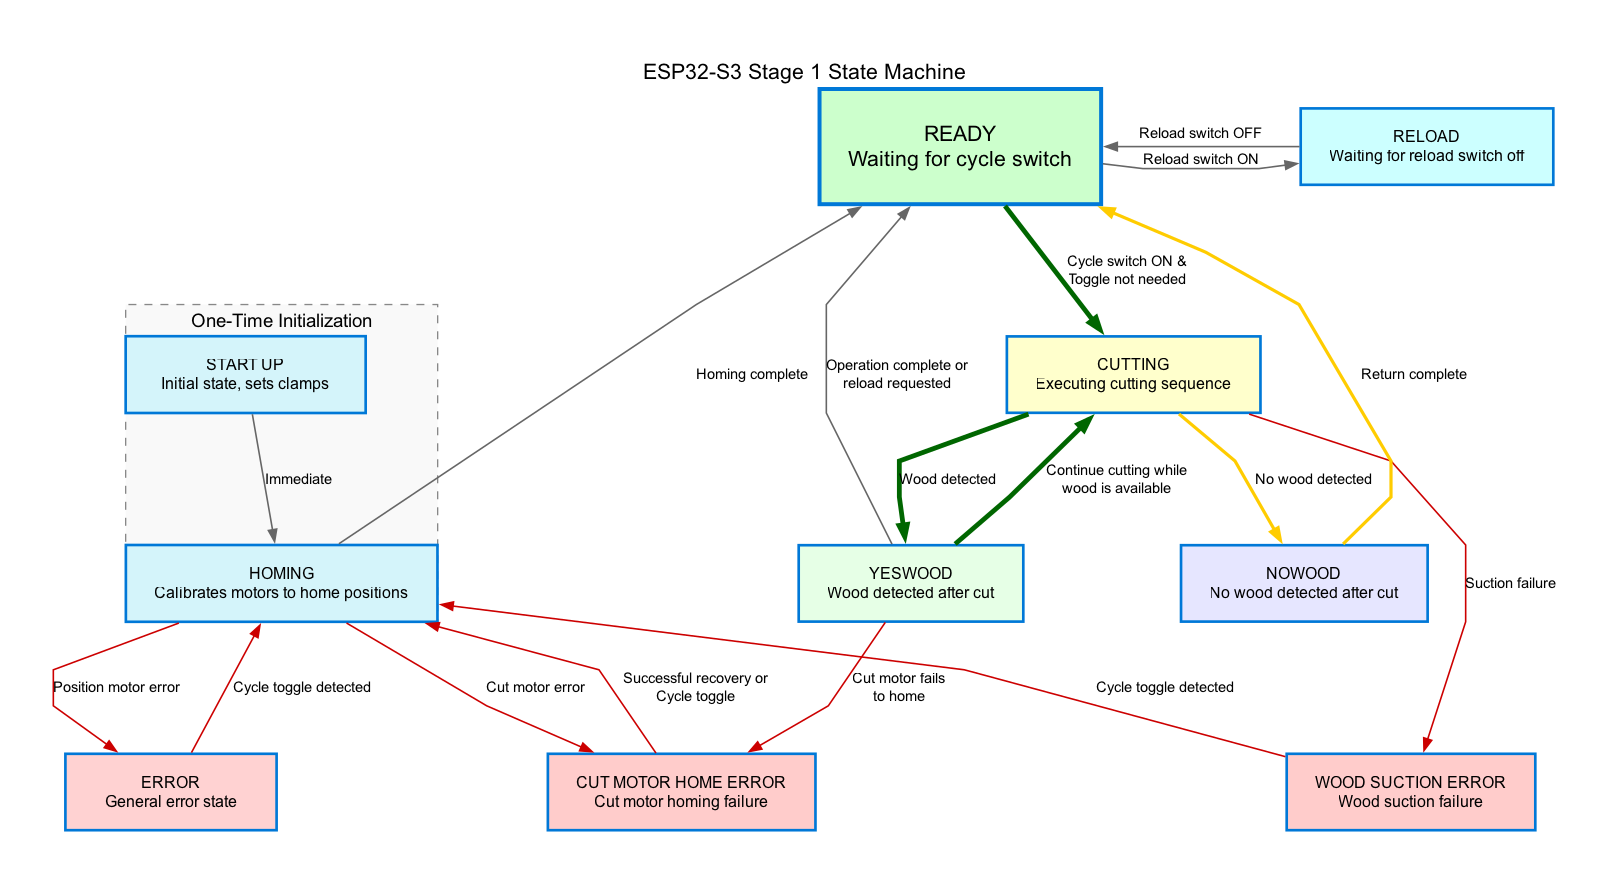 ESP32-S3 Stage 1 State Machine
READY
Waiting for cycle switch
Reload switch OFF
Reload switch ON
RELOAD
Waiting for reload switch off
Cycle switch ON &
Toggle not needed
One-Time Initialization
START UP
Initial state, sets clamps
Homing complete
Operation complete or
reload requested
CUTTING
Executing cutting sequence
Return complete
Immediate
Wood detected
Continue cutting while
wood is available
No wood detected
HOMING
Calibrates motors to home positions
YESWOOD
Wood detected after cut
NOWOOD
No wood detected after cut
Suction failure
Position motor error
Cycle toggle detected
Cut motor error
Successful recovery or
Cycle toggle
Cut motor fails
to home
Cycle toggle detected
ERROR
General error state
CUT MOTOR HOME ERROR
Cut motor homing failure
WOOD SUCTION ERROR
Wood suction failure